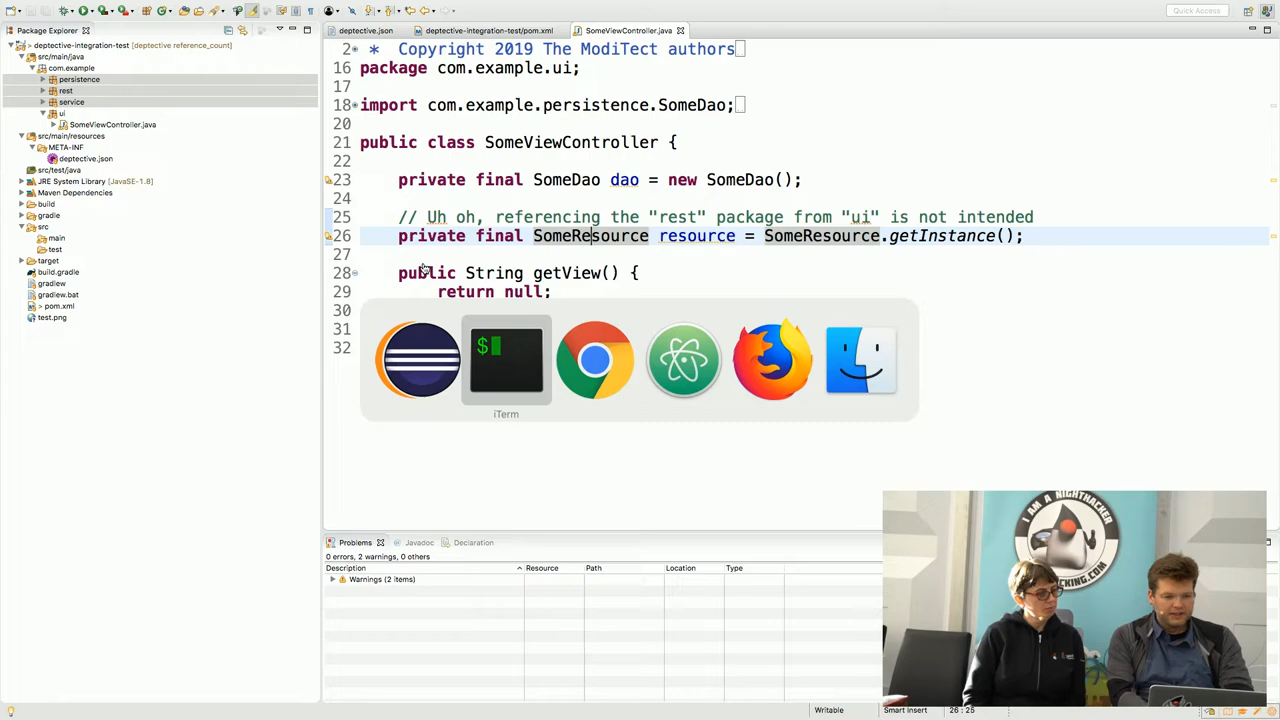 Quick Access
Package Explorer
deptective.json
deptective-integration-test/pom.xml
SomeViewController.java
deptective-integration-test [deptective reference_count]
src/main/java
com.example
persistence
rest
service
ui
SomeViewController.java
src/main/resources
META-INF
deptective.json
src/test/java
JRE System Library [JavaSE-1.8]
Maven Dependencies
build
gradle
src
main
test
target
build.gradle
gradlew
gradlew.bat
pom.xml
test.png
2 * Copyright 2019 The ModiTect authors
16 package com.example.ui;
17
18 import com.example.persistence.SomeDao;
20
21 public class SomeViewController {
22
23 private final SomeDao dao = new SomeDao();
24
25 // Uh oh, referencing the "rest" package from "ui" is not intended
26 private final SomeResource resource = SomeResource.getInstance();
27
28 public String getView() {
29 return null;
30
31
32
$
iTerm
Problems Javadoc Declaration
0 errors, 2 warnings, 0 others
Description Resource Path Location Type
Warnings (2 items)
I AM A NIGHTHACKER
HACKING.COM
Writable Smart Insert 26 : 25